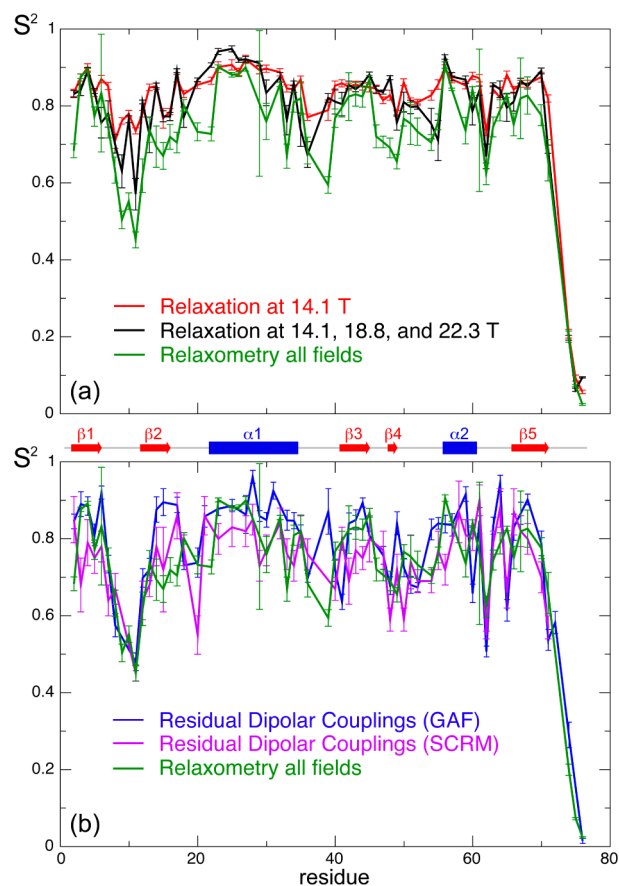 S²
1
0.8
0.6
0.4
0.2
0
Relaxation at 14.1 T
Relaxation at 14.1, 18.8, and 22.3 T
Relaxometry all fields
(a)
β1 β2 α1 β3 β4 α2 β5
S²
1
0.8
0.6
0.4
0.2
0
Residual Dipolar Couplings (GAF)
Residual Dipolar Couplings (SCRM)
Relaxometry all fields
(b)
0 20 40 60 80
residue